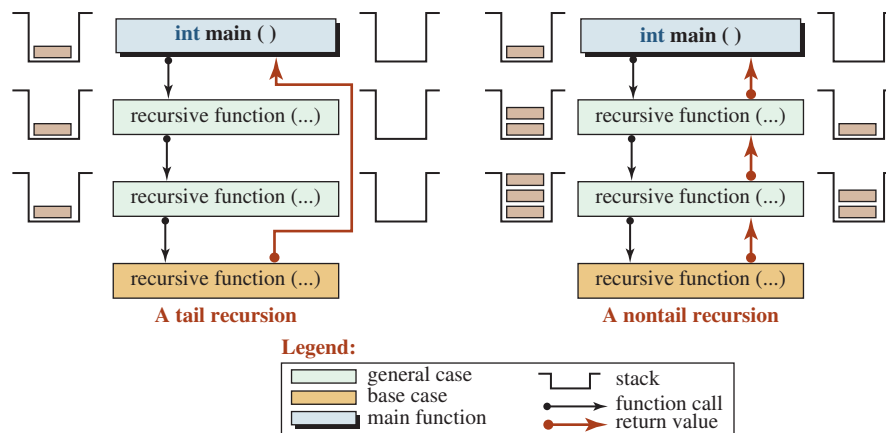 int main ( )
recursive function (...)
recursive function (...)
recursive function (...)
A tail recursion
int main ( )
recursive function (...)
recursive function (...)
recursive function (...)
A nontail recursion
Legend:
general case
base case
main function
stack
function call
return value